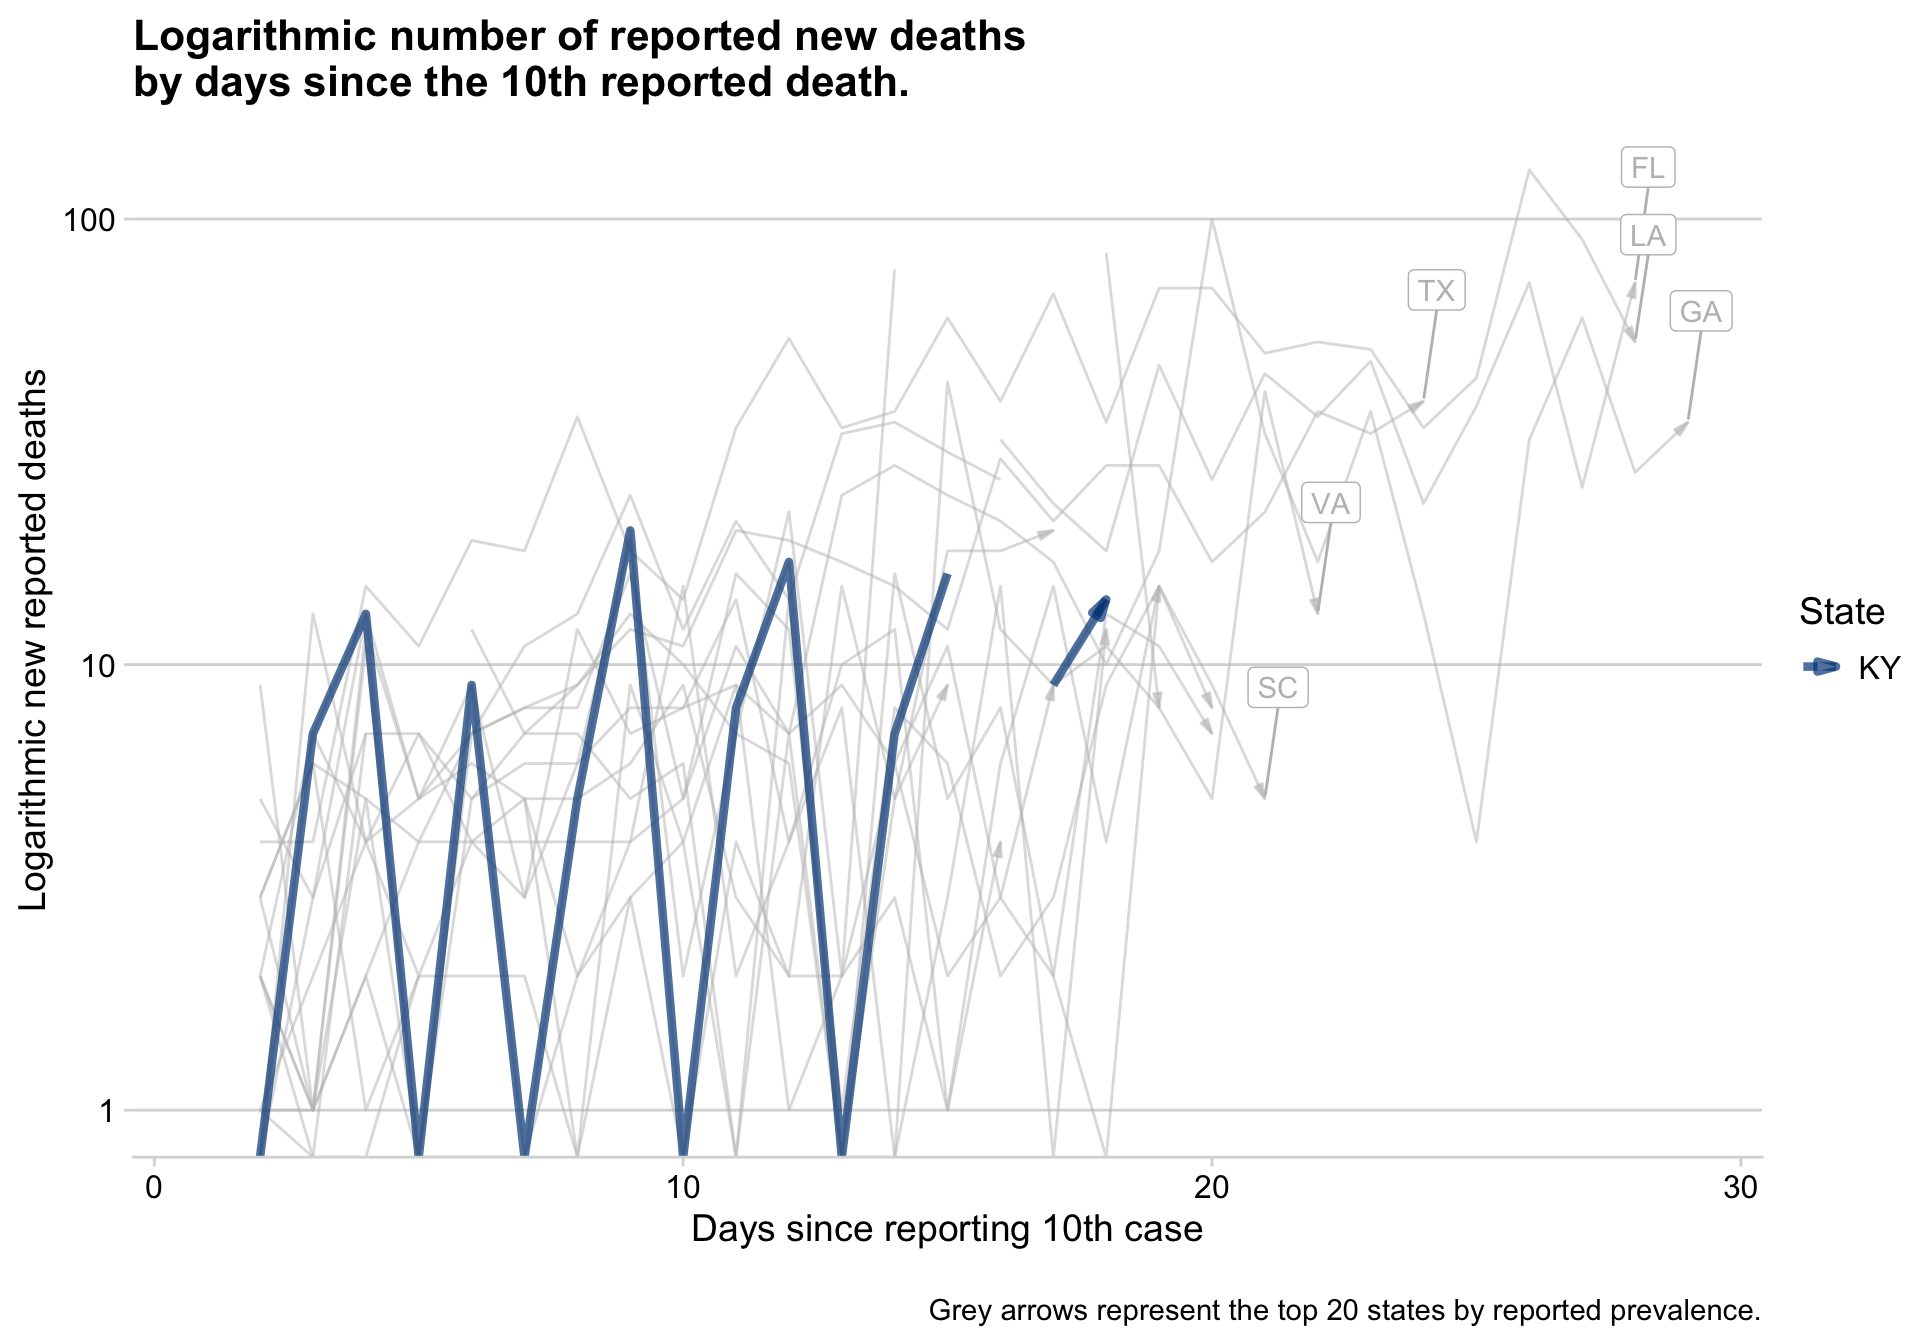 Logarithmic number of reported new deaths
by days since the 10th reported death.
Logarithmic new reported deaths
100
10
1
FL
LA
TX
GA
VA
SC
State
KY
0 10 20 30
Days since reporting 10th case
Grey arrows represent the top 20 states by reported prevalence.